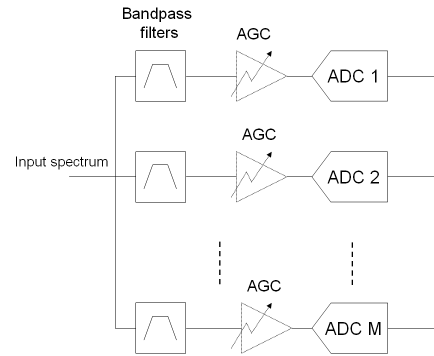 Bandpass
filters
AGC
ADC 1
AGC
Input spectrum
ADC 2
AGC
ADC M